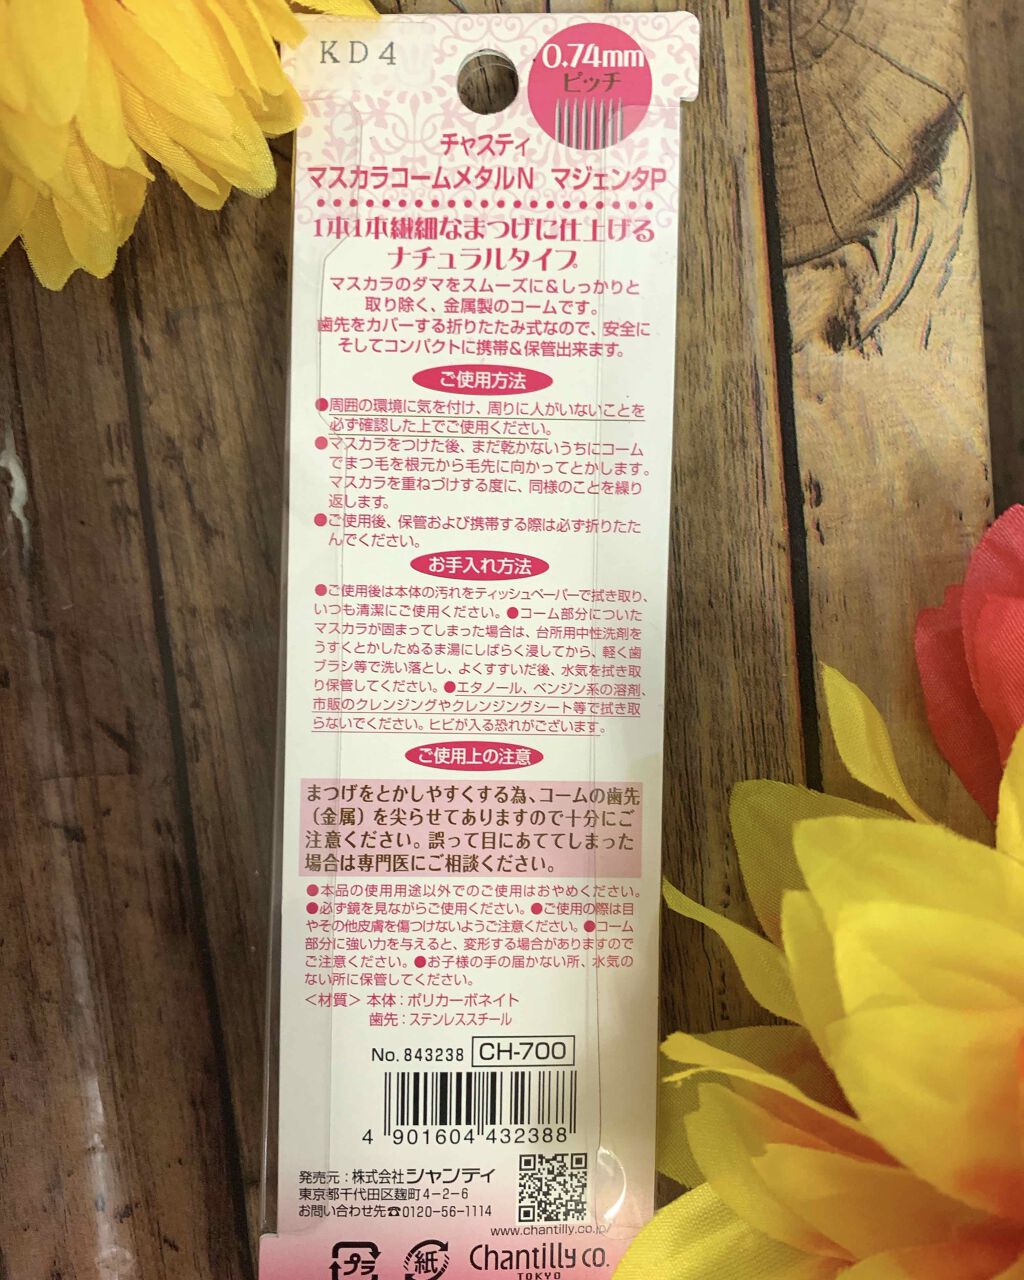 KD4
0.74mm
ピッチ
チャスティ
マスカラコームメタルN マジェンタP
1本1本繊細なまつげに仕上げる
ナチュラルタイプ
マスカラのダマをスムーズに&しっかりと
取り除く、金属製のコームです。
歯先をカバーする折りたたみ式なので、安全に
そしてコンパクトに携帯&保管出来ます。
ご使用方法
●周囲の環境に気を付け、周りに人がいないことを
必ず確認した上でご使用ください。
●マスカラをつけた後、まだ乾かないうちにコーム
でまつ毛を根元から毛先に向かってとかします。
マスカラを重ねづけする度に、同様のことを繰り
返します。
●ご使用後、保管および携帯する際は必ず折りたた
んでください。
お手入れ方法
●ご使用後は本体の汚れをティッシュペーパーで拭き取り、
いつも清潔にご使用ください。●コーム部分についた
マスカラが固まってしまった場合は、台所用中性洗剤を
うすくとかしたぬるま湯にしばらく浸してから、軽く歯
ブラシ等で洗い落とし、よくすすいだ後、水気を拭き取
り保管してください。●エタノール、ベンジン系の溶剤、
市販のクレンジングやクレンジングシート等で拭き取
らないでください。ヒビが入る恐れがございます。
ご使用上の注意
まつげをとかしやすくする為、コームの歯先
(金属)を尖らせてありますので十分にご
注意ください。誤って目にあててしまった
場合は専門医にご相談ください。
●本品の使用用途以外でのご使用はおやめください。
●必ず鏡を見ながらご使用ください。●ご使用の際は目
やその他皮膚を傷つけないようご注意ください。●コーム
部分に強い力を与えると、変形する場合がありますので
ご注意ください。●お子様の手の届かない所、水気の
ない所に保管してください。
<材質>本体:ポリカーボネイト
歯先:ステンレススチール
No. 843238 CH-700
4 901604 432388
発売元:株式会社シャンティ
東京都千代田区麹町4-2-6
お問い合わせ先☎0120-56-1114
www.chantilly.co.jp/
プラ 紙 Chantilly CO.
TOKYO